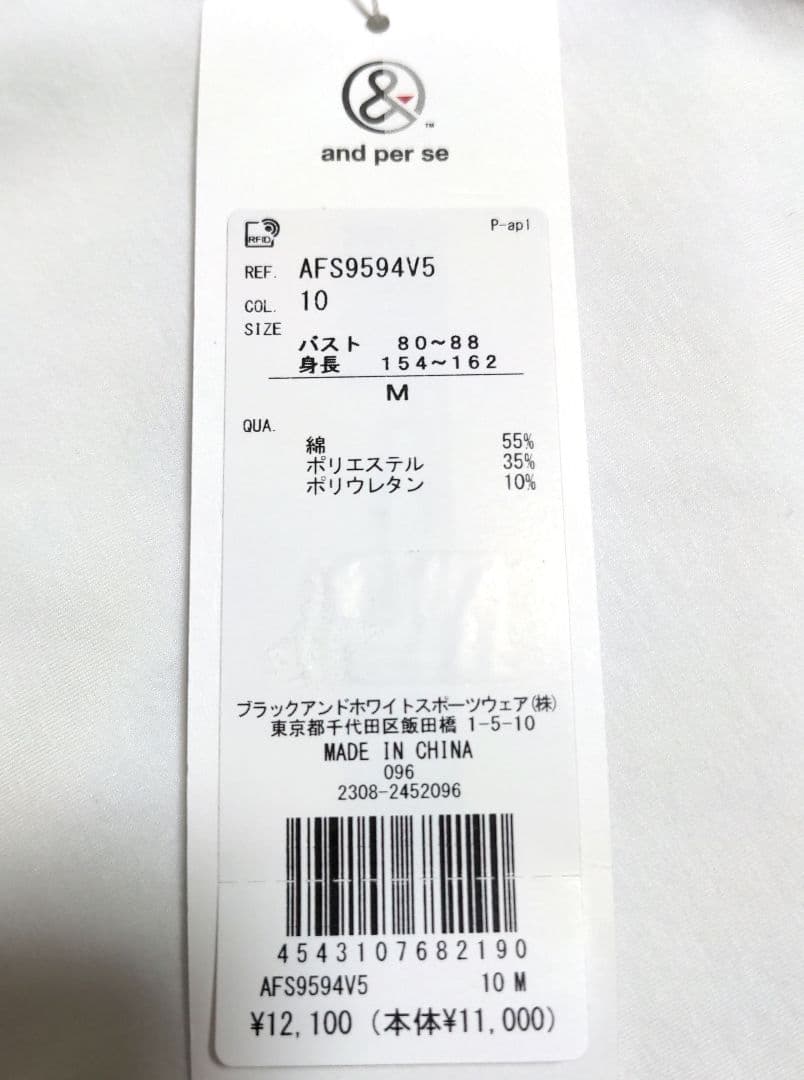 &
TM
and per se
RFID
P-apl
REF. AFS9594V5
COL. 10
SIZE
バスト 80~88
身長 154~162
M
QUA.
綿 55%
ポリエステル 35%
ポリウレタン 10%
ブラックアンドホワイトスポーツウェア(株)
東京都千代田区飯田橋 1-5-10
MADE IN CHINA
096
2308-2452096
4543107682190
AFS9594V5 10 M
¥12,100 (本体¥11,000)